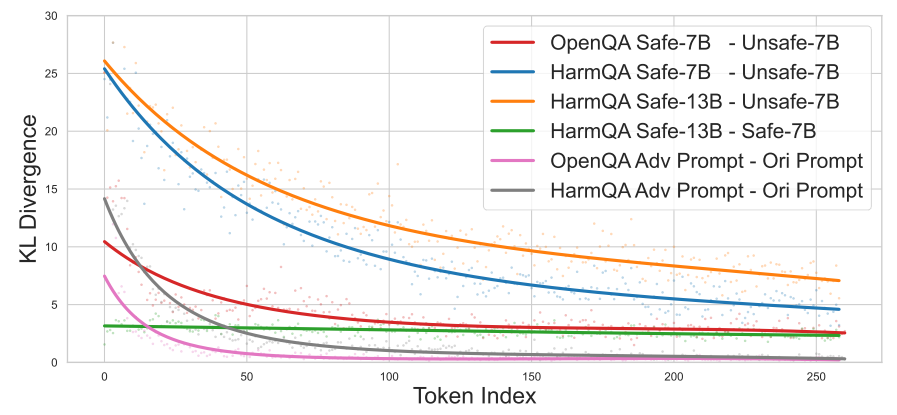 30
25
20
15
10
5
0
KL Divergence
OpenQA Safe-7B - Unsafe-7B
HarmQA Safe-7B - Unsafe-7B
HarmQA Safe-13B - Unsafe-7B
HarmQA Safe-13B - Safe-7B
OpenQA Adv Prompt - Ori Prompt
HarmQA Adv Prompt - Ori Prompt
0 50 100 150 200 250
Token Index